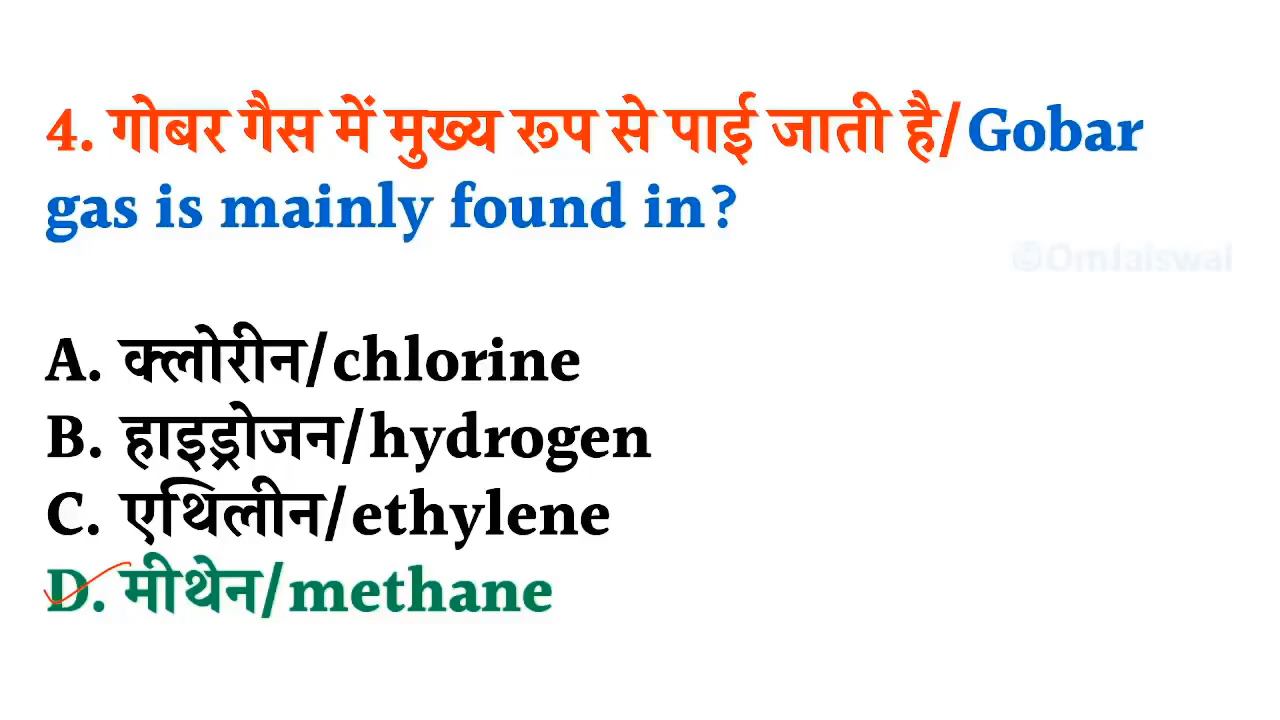 4. गोबर गैस में मुख्य रूप से पाई जाती है/Gobar
gas is mainly found in?
©OmJaiswal
A. क्लोरीन/chlorine
B. हाइड्रोजन/hydrogen
C. एथिलीन/ethylene
D. मीथेन/methane